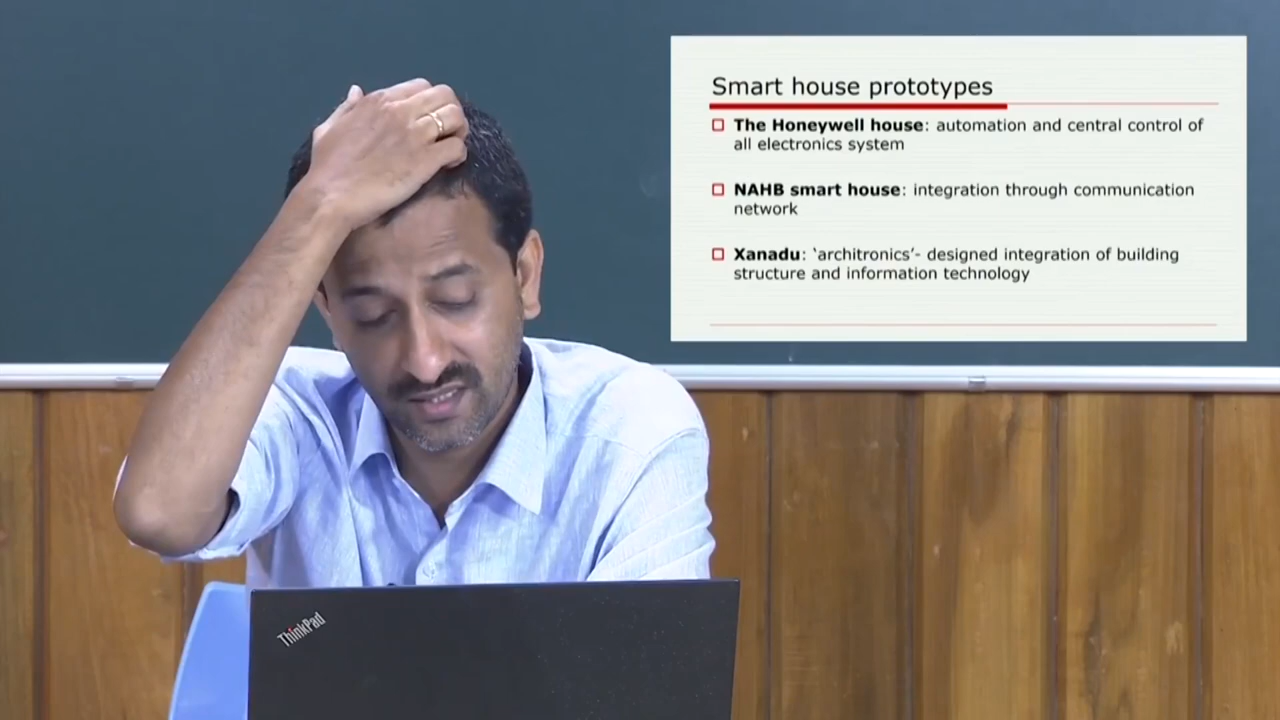 Smart house prototypes
The Honeywell house: automation and central control of
all electronics system
NAHB smart house: integration through communication
network
Xanadu: ‘architronics’- designed integration of building
structure and information technology
ThinkPad